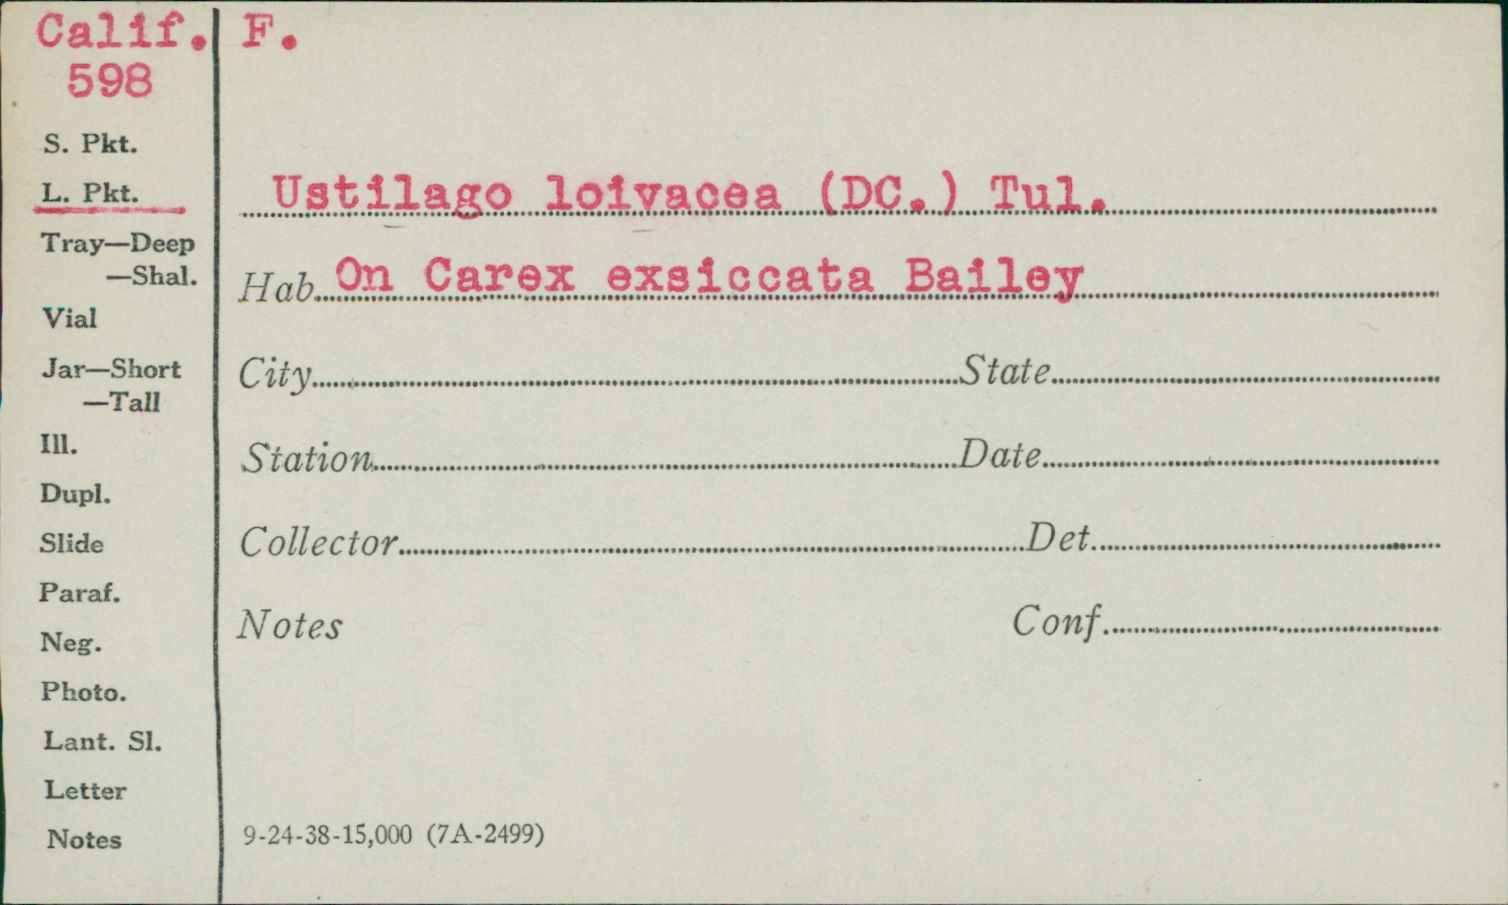 Calif. F.
598
S. Pkt.
L. Pkt.
Ustilago loivacea (DC.) Tul.
Tray—Deep
—Shal.
Hab. On Carex exsiccata Bailey
Vial
Jar—Short
—Tall
City State
Ill.
Station Date
Dupl.
Slide
Collector Det.
Paraf.
Notes Conf.
Neg.
Photo.
Lant. Sl.
Letter
Notes
9-24-38-15,000 (7A-2499)